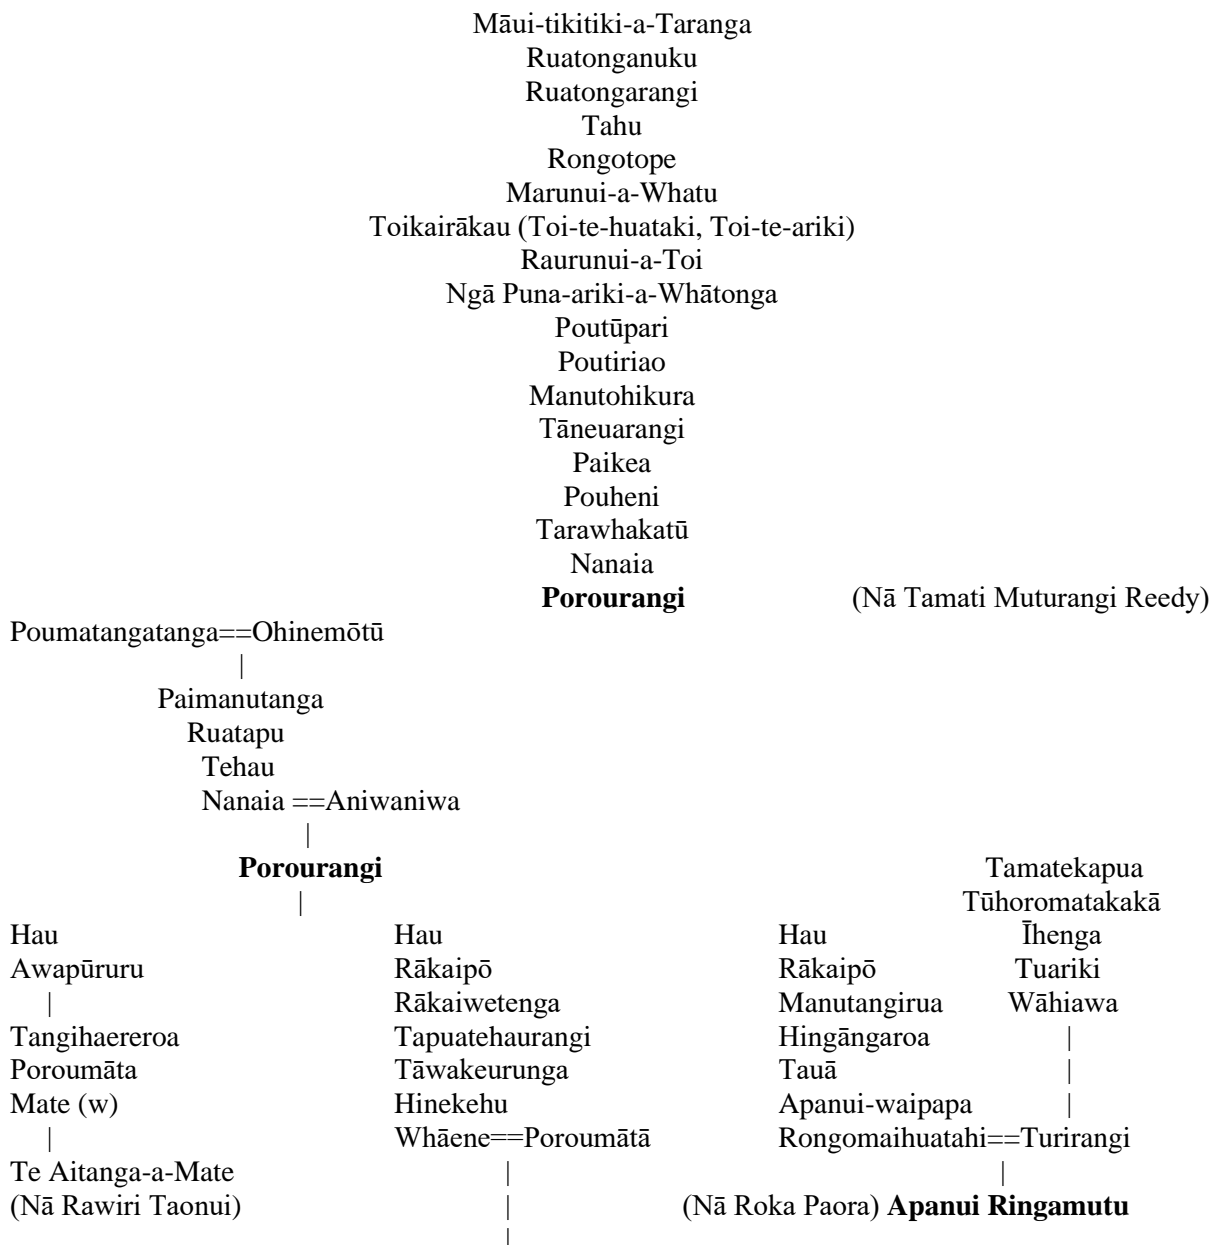 Māui-tikitiki-a-Taranga
Ruatonganuku
Ruatongarangi
Tahu
Rongotope
Marunui-a-Whatu
Toikairākau (Toi-te-huataki, Toi-te-ariki)
Raurunui-a-Toi
Ngā Puna-ariki-a-Whātonga
Poutūpari
Poutiriao
Manutohikura
Tāneuarangi
Paikea
Pouheni
Tarawhakatū
Nanaia
Porourangi (Nā Tamati Muturangi Reedy)
Poumatangatanga==Ohinemōtū
|
Paimanutanga
Ruatapu
Tehau
Nanaia ==Aniwaniwa
|
Porourangi Tamatekapua
| Tūhoromatakakā
Hau Hau Hau Īhenga
Awapūruru Rākaipō Rākaipō Tuariki
| Rākaiwetenga Manutangirua Wāhiawa
Tangihaereroa Tapuatehaurangi Hingāngaroa |
Poroumāta Tāwakeurunga Tauā |
Mate (w) Hinekehu Apanui-waipapa |
| Whāene==Poroumātā Rongomaihuatahi==Turirangi
Te Aitanga-a-Mate | |
(Nā Rawiri Taonui) | (Nā Roka Paora) Apanui Ringamutu
|